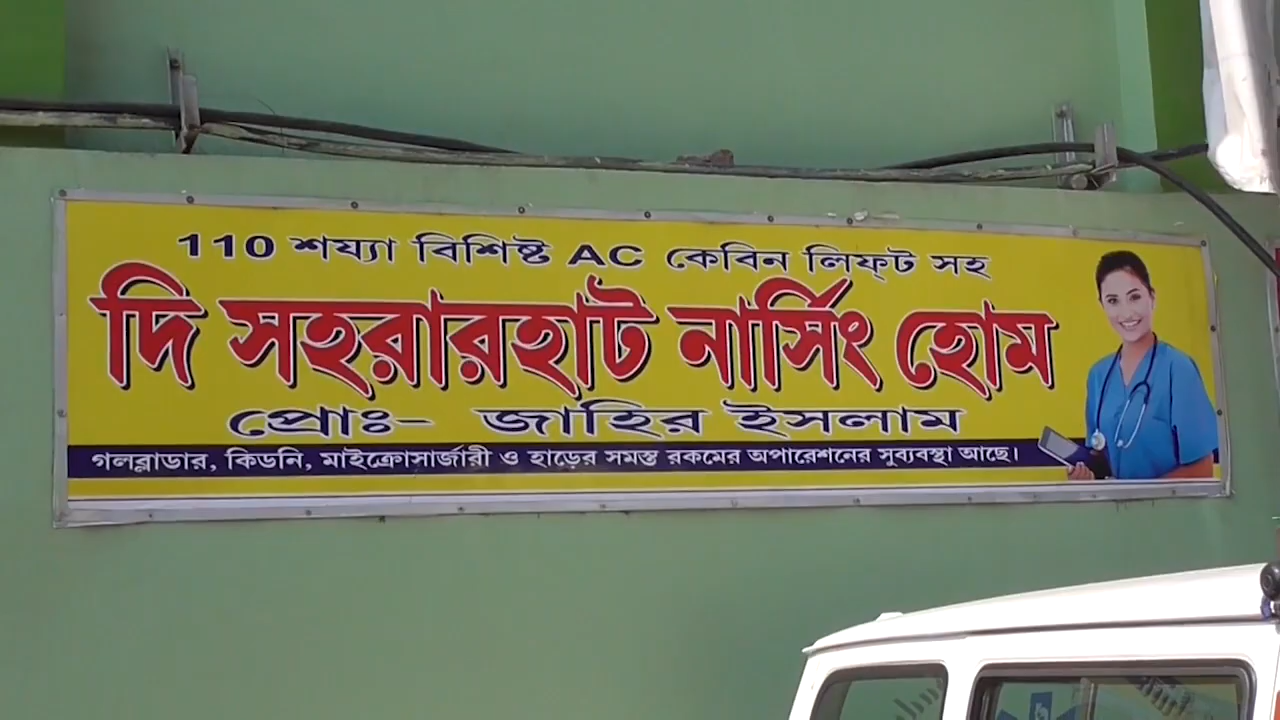 110 শয্যা বিশিষ্ট AC কেবিন লিফ্ট সহ
দি সহরারহাট নার্সিং হোম
প্রোঃ- জাহির ইসলাম
গলব্লাডার, কিডনি, মাইক্রোসার্জারী ও হাড়ের সমস্ত রকমের অপারেশনের সুব্যবস্থা আছে।